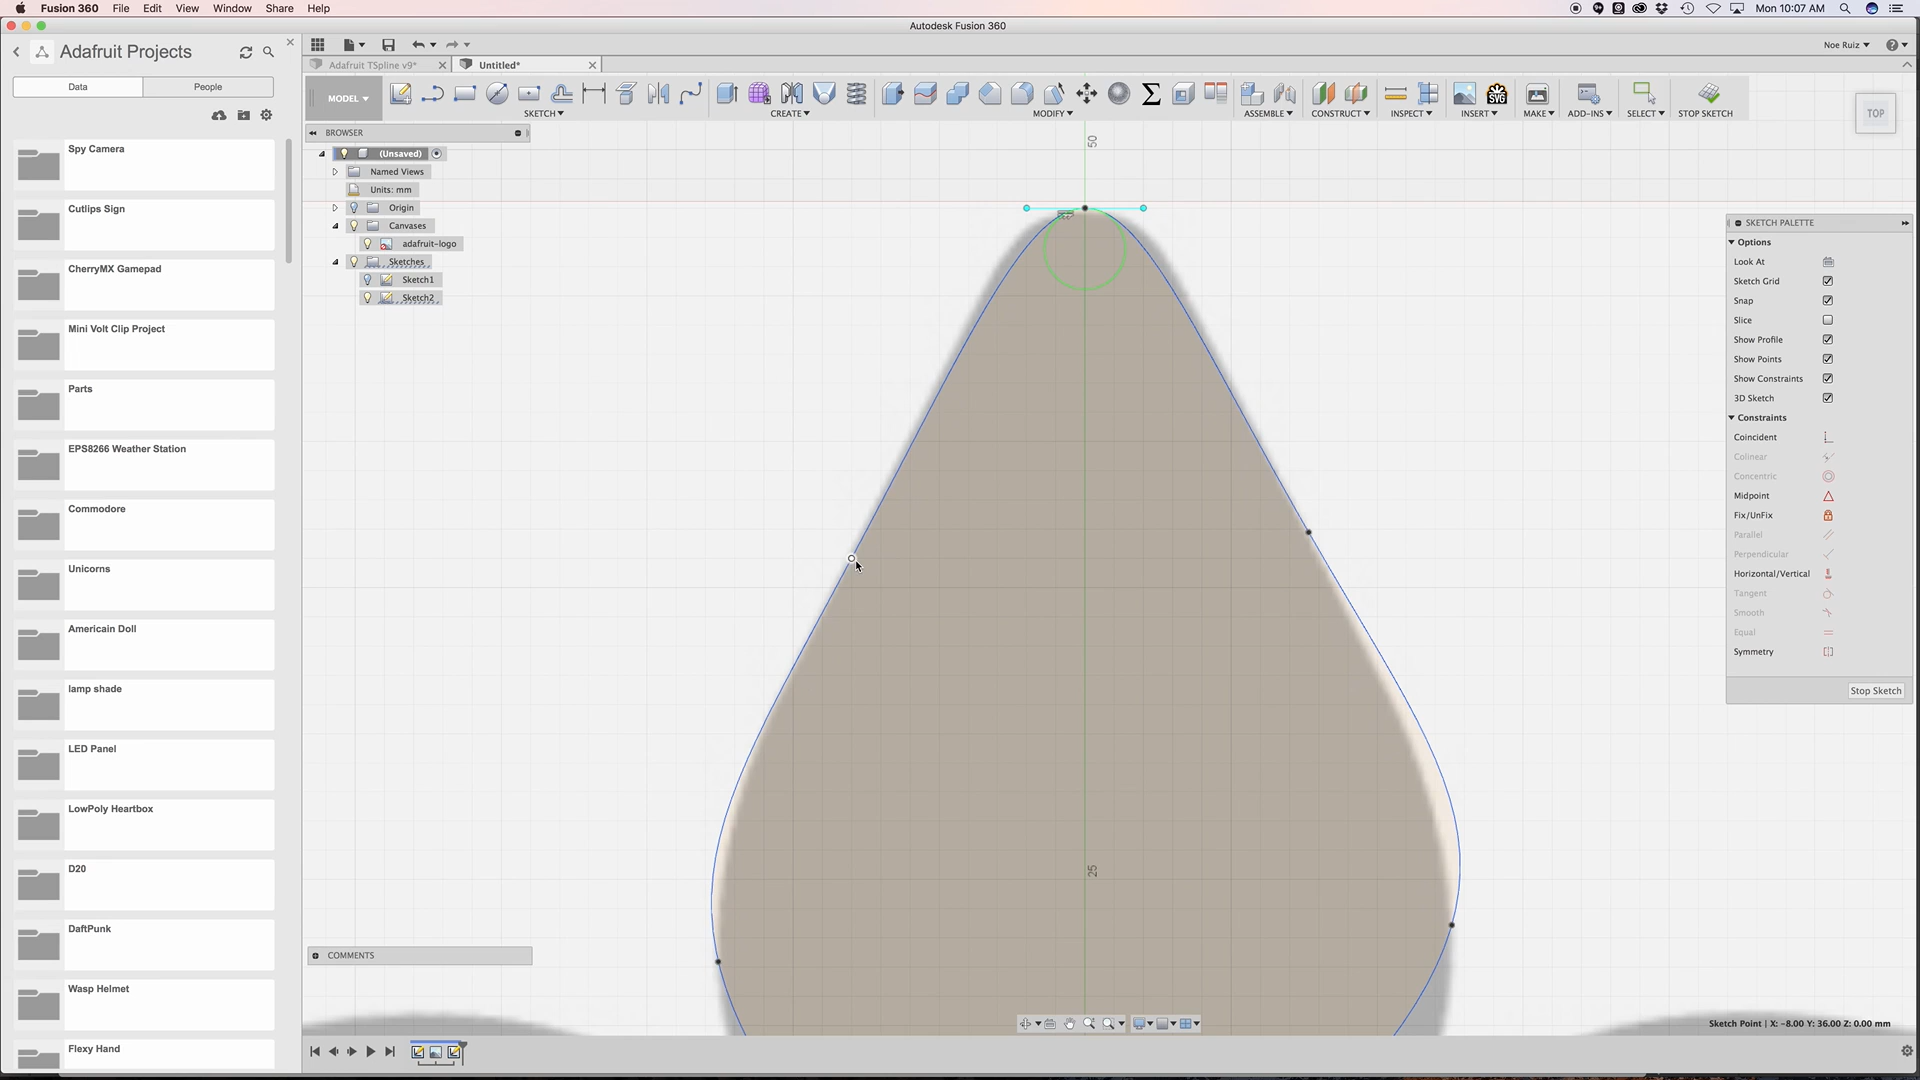 Fusion 360 File Edit View Window Share Help
Mon 10:07 AM
Autodesk Fusion 360
Adafruit Projects
Noe Ruiz
Adafruit TSpline v9*
Untitled*
Data
People
MODEL
SKETCH
CREATE
MODIFY
ASSEMBLE
CONSTRUCT
INSPECT
INSERT
MAKE
ADD-INS
SELECT
STOP SKETCH
SVG
TOP
BROWSER
(Unsaved)
Named Views
Units: mm
Origin
Canvases
adafruit-logo
Sketches
Sketch1
Sketch2
Spy Camera
Cutlips Sign
CherryMX Gamepad
Mini Volt Clip Project
Parts
EPS8266 Weather Station
Commodore
Unicorns
Americain Doll
lamp shade
LED Panel
LowPoly Heartbox
D20
DaftPunk
Wasp Helmet
Flexy Hand
50
25
SKETCH PALETTE
Options
Look At
Sketch Grid
Snap
Slice
Show Profile
Show Points
Show Constraints
3D Sketch
Constraints
Coincident
Colinear
Concentric
Midpoint
Fix/UnFix
Parallel
Perpendicular
Horizontal/Vertical
Tangent
Smooth
Equal
Symmetry
Stop Sketch
COMMENTS
Sketch Point | X: -8.00 Y: 36.00 Z: 0.00 mm